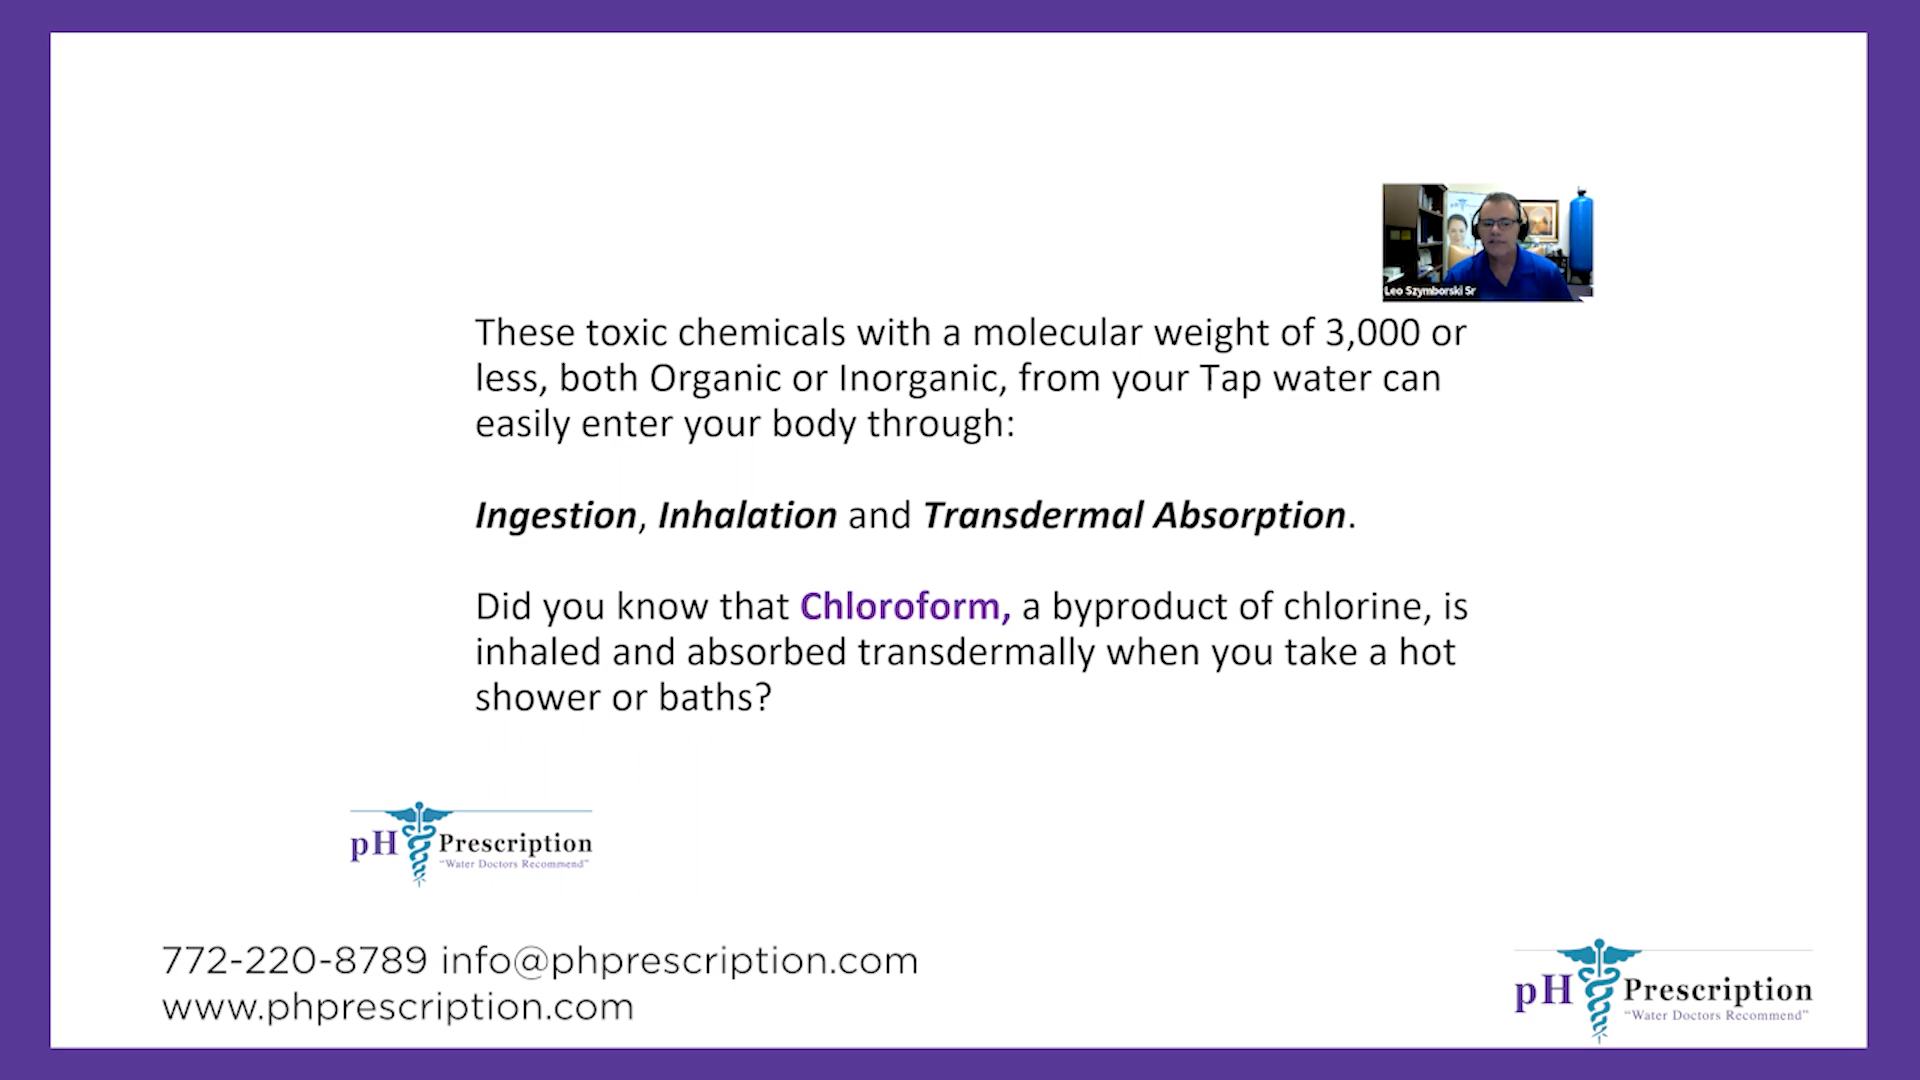 Leo Szymborski Sr
These toxic chemicals with a molecular weight of 3,000 or
less, both Organic or Inorganic, from your Tap water can
easily enter your body through:
Ingestion, Inhalation and Transdermal Absorption.
Did you know that Chloroform, a byproduct of chlorine, is
inhaled and absorbed transdermally when you take a hot
shower or baths?
pH Prescription
"Water Doctors Recommend"
772-220-8789 info@phprescription.com
www.phprescription.com
pH Prescription
"Water Doctors Recommend"